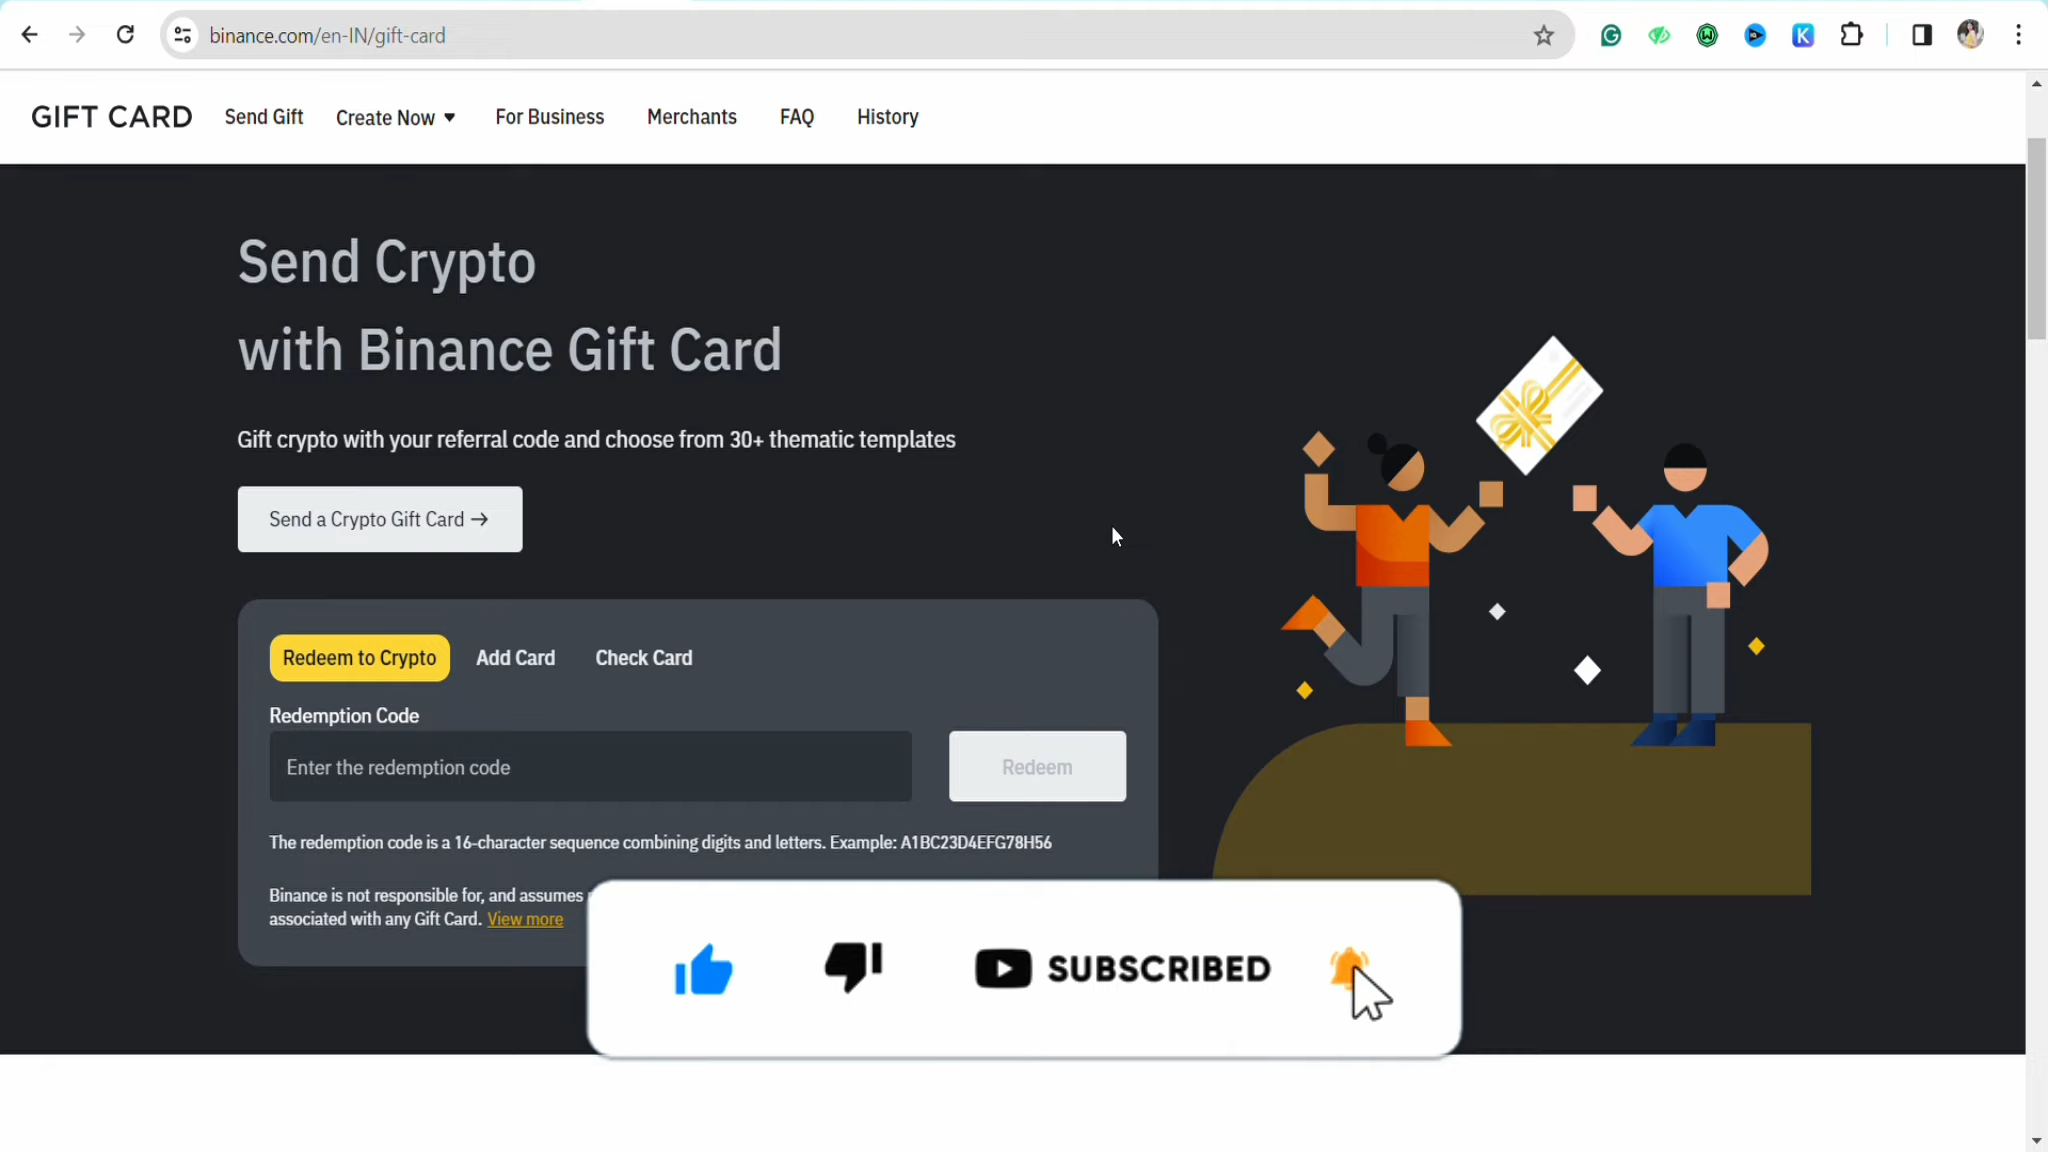 binance.com/en-IN/gift-card
GIFT CARD
Send Gift
Create Now
For Business
Merchants
FAQ
History
Send Crypto
with Binance Gift Card
Gift crypto with your referral code and choose from 30+ thematic templates
Send a Crypto Gift Card →
Redeem to Crypto
Add Card
Check Card
Redemption Code
Enter the redemption code
Redeem
The redemption code is a 16-character sequence combining digits and letters. Example: A1BC23D4EFG78H56
Binance is not responsible for, and assumes
associated with any Gift Card. View more
SUBSCRIBED